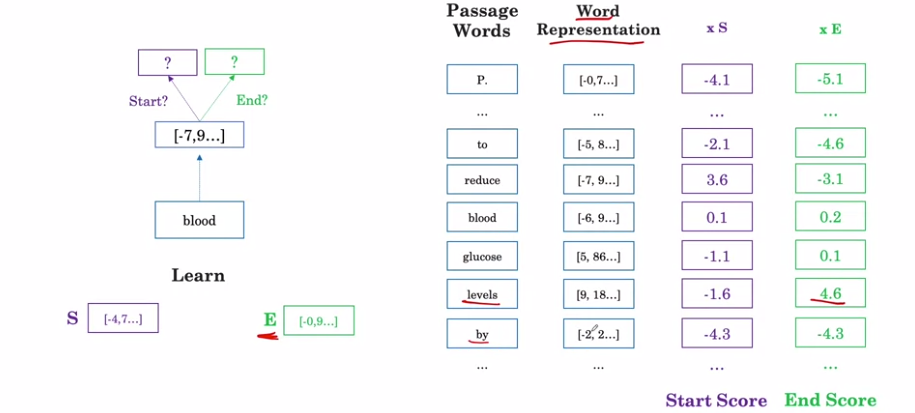 ? ?
Start? End?
[-7,9...]
blood
Learn
S [-4,7...] E [-0,9...]
Passage Words Word Representation x S x E
P. [-0,7...] -4.1 -5.1
... ... ... ...
to [-5, 8...] -2.1 -4.6
reduce [-7, 9...] 3.6 -3.1
blood [-6, 9...] 0.1 0.2
glucose [5, 86...] -1.1 0.1
levels [9, 18...] -1.6 4.6
by [-2, 2...] -4.3 -4.3
... ... ... ...
Start Score End Score